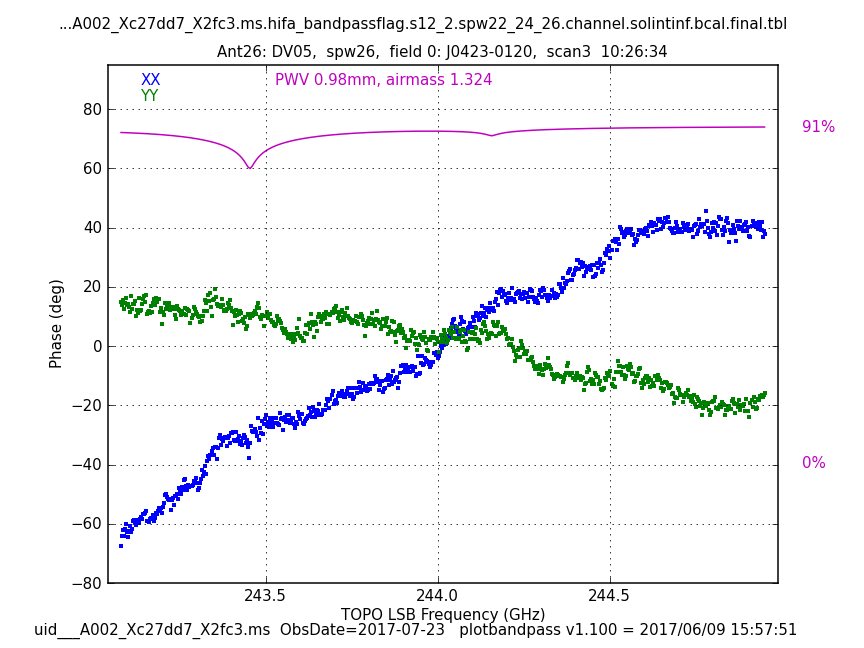 ...A002_Xc27dd7_X2fc3.ms.hifa_bandpassflag.s12_2.spw22_24_26.channel.solintinf.bcal.final.tbl
Ant26: DV05,  spw26,  field 0: J0423-0120,  scan3  10:26:34
XX
PWV 0.98mm, airmass 1.324
YY
80
91%
60
40
20
0
−20
−40
0%
−60
−80
Phase (deg)
243.5
244.0
244.5
TOPO LSB Frequency (GHz)
uid___A002_Xc27dd7_X2fc3.ms  ObsDate=2017-07-23   plotbandpass v1.100 = 2017/06/09 15:57:51